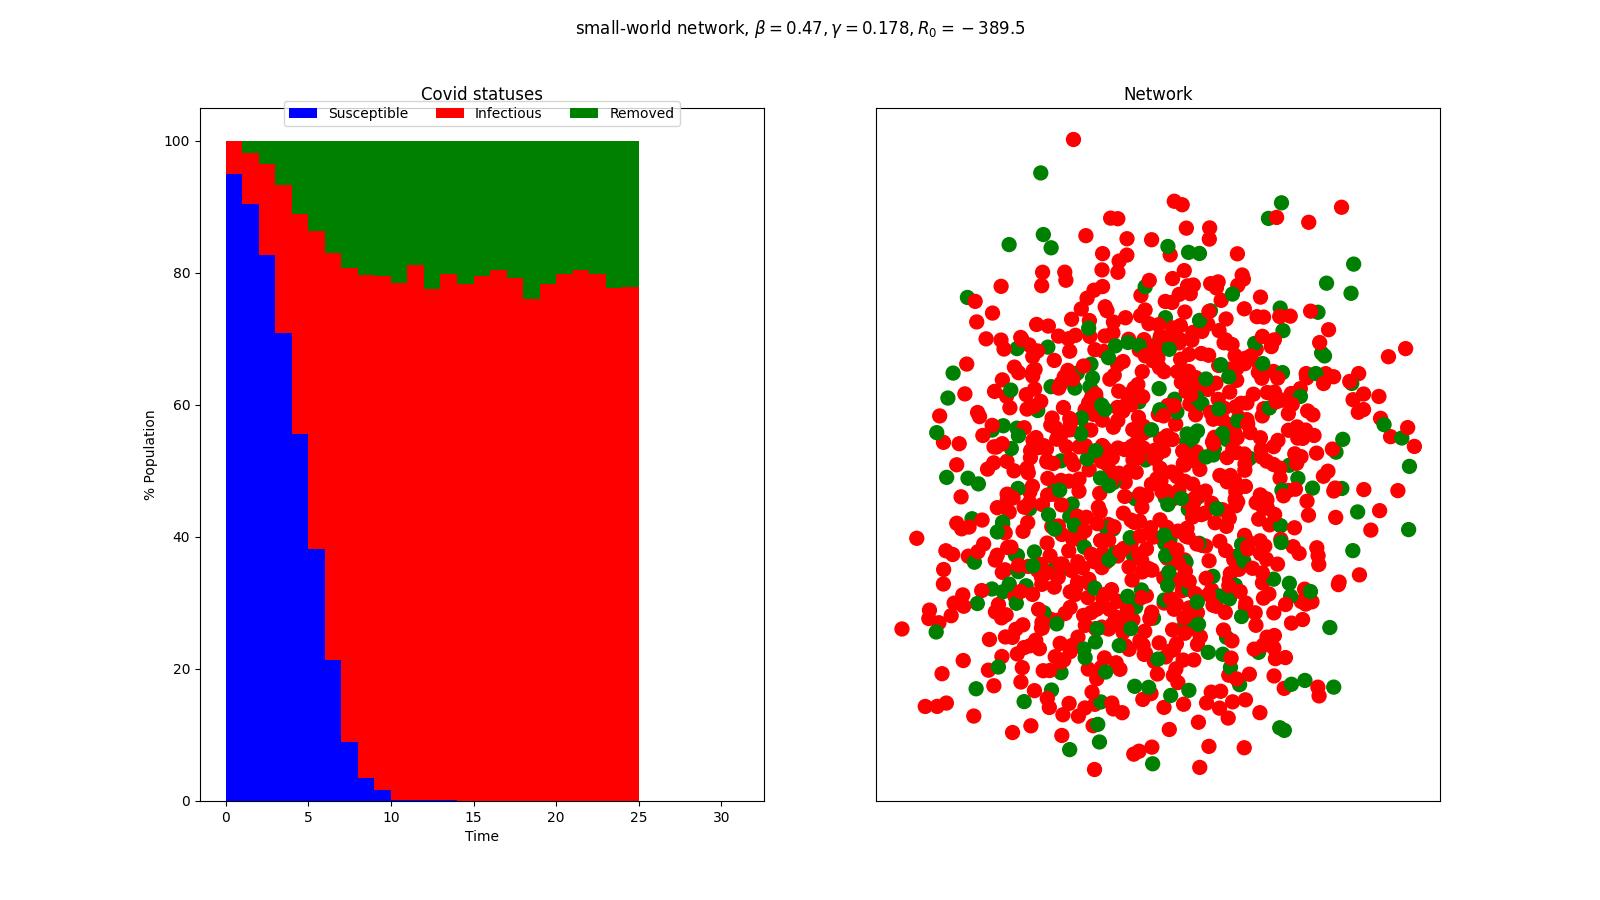 small-world network, β = 0.47, γ = 0.178, R₀ = − 389.5
Covid statuses
Susceptible Infectious Removed
100
80
60
40
20
0
% Population
0 5 10 15 20 25 30
Time
Network